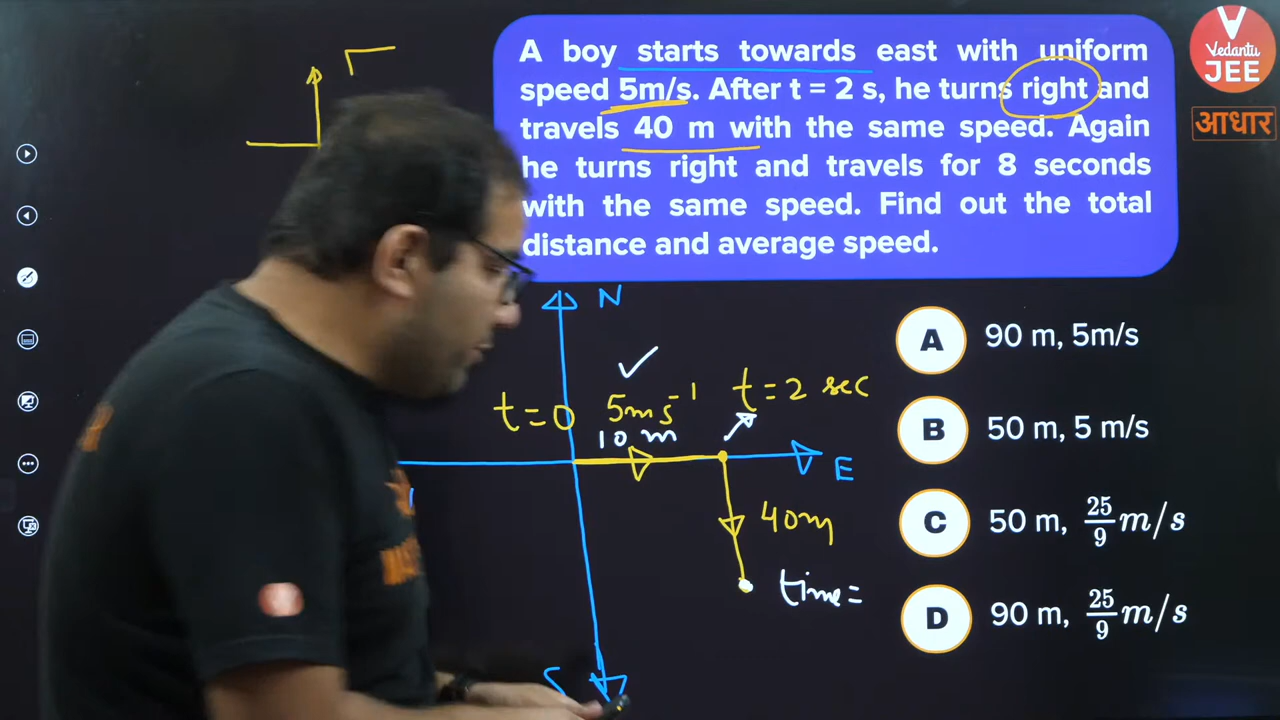 A boy starts towards east with uniform
speed 5m/s. After t = 2 s, he turns right and
travels 40 m with the same speed. Again
he turns right and travels for 8 seconds
with the same speed. Find out the total
distance and average speed.
V
Vedantu
JEE
आधार
N
t=0
5ms⁻¹
10 m
t=2 sec
E
40m
time=
S
A 90 m, 5m/s
B 50 m, 5 m/s
C 50 m, 25/9 m/s
D 90 m, 25/9 m/s